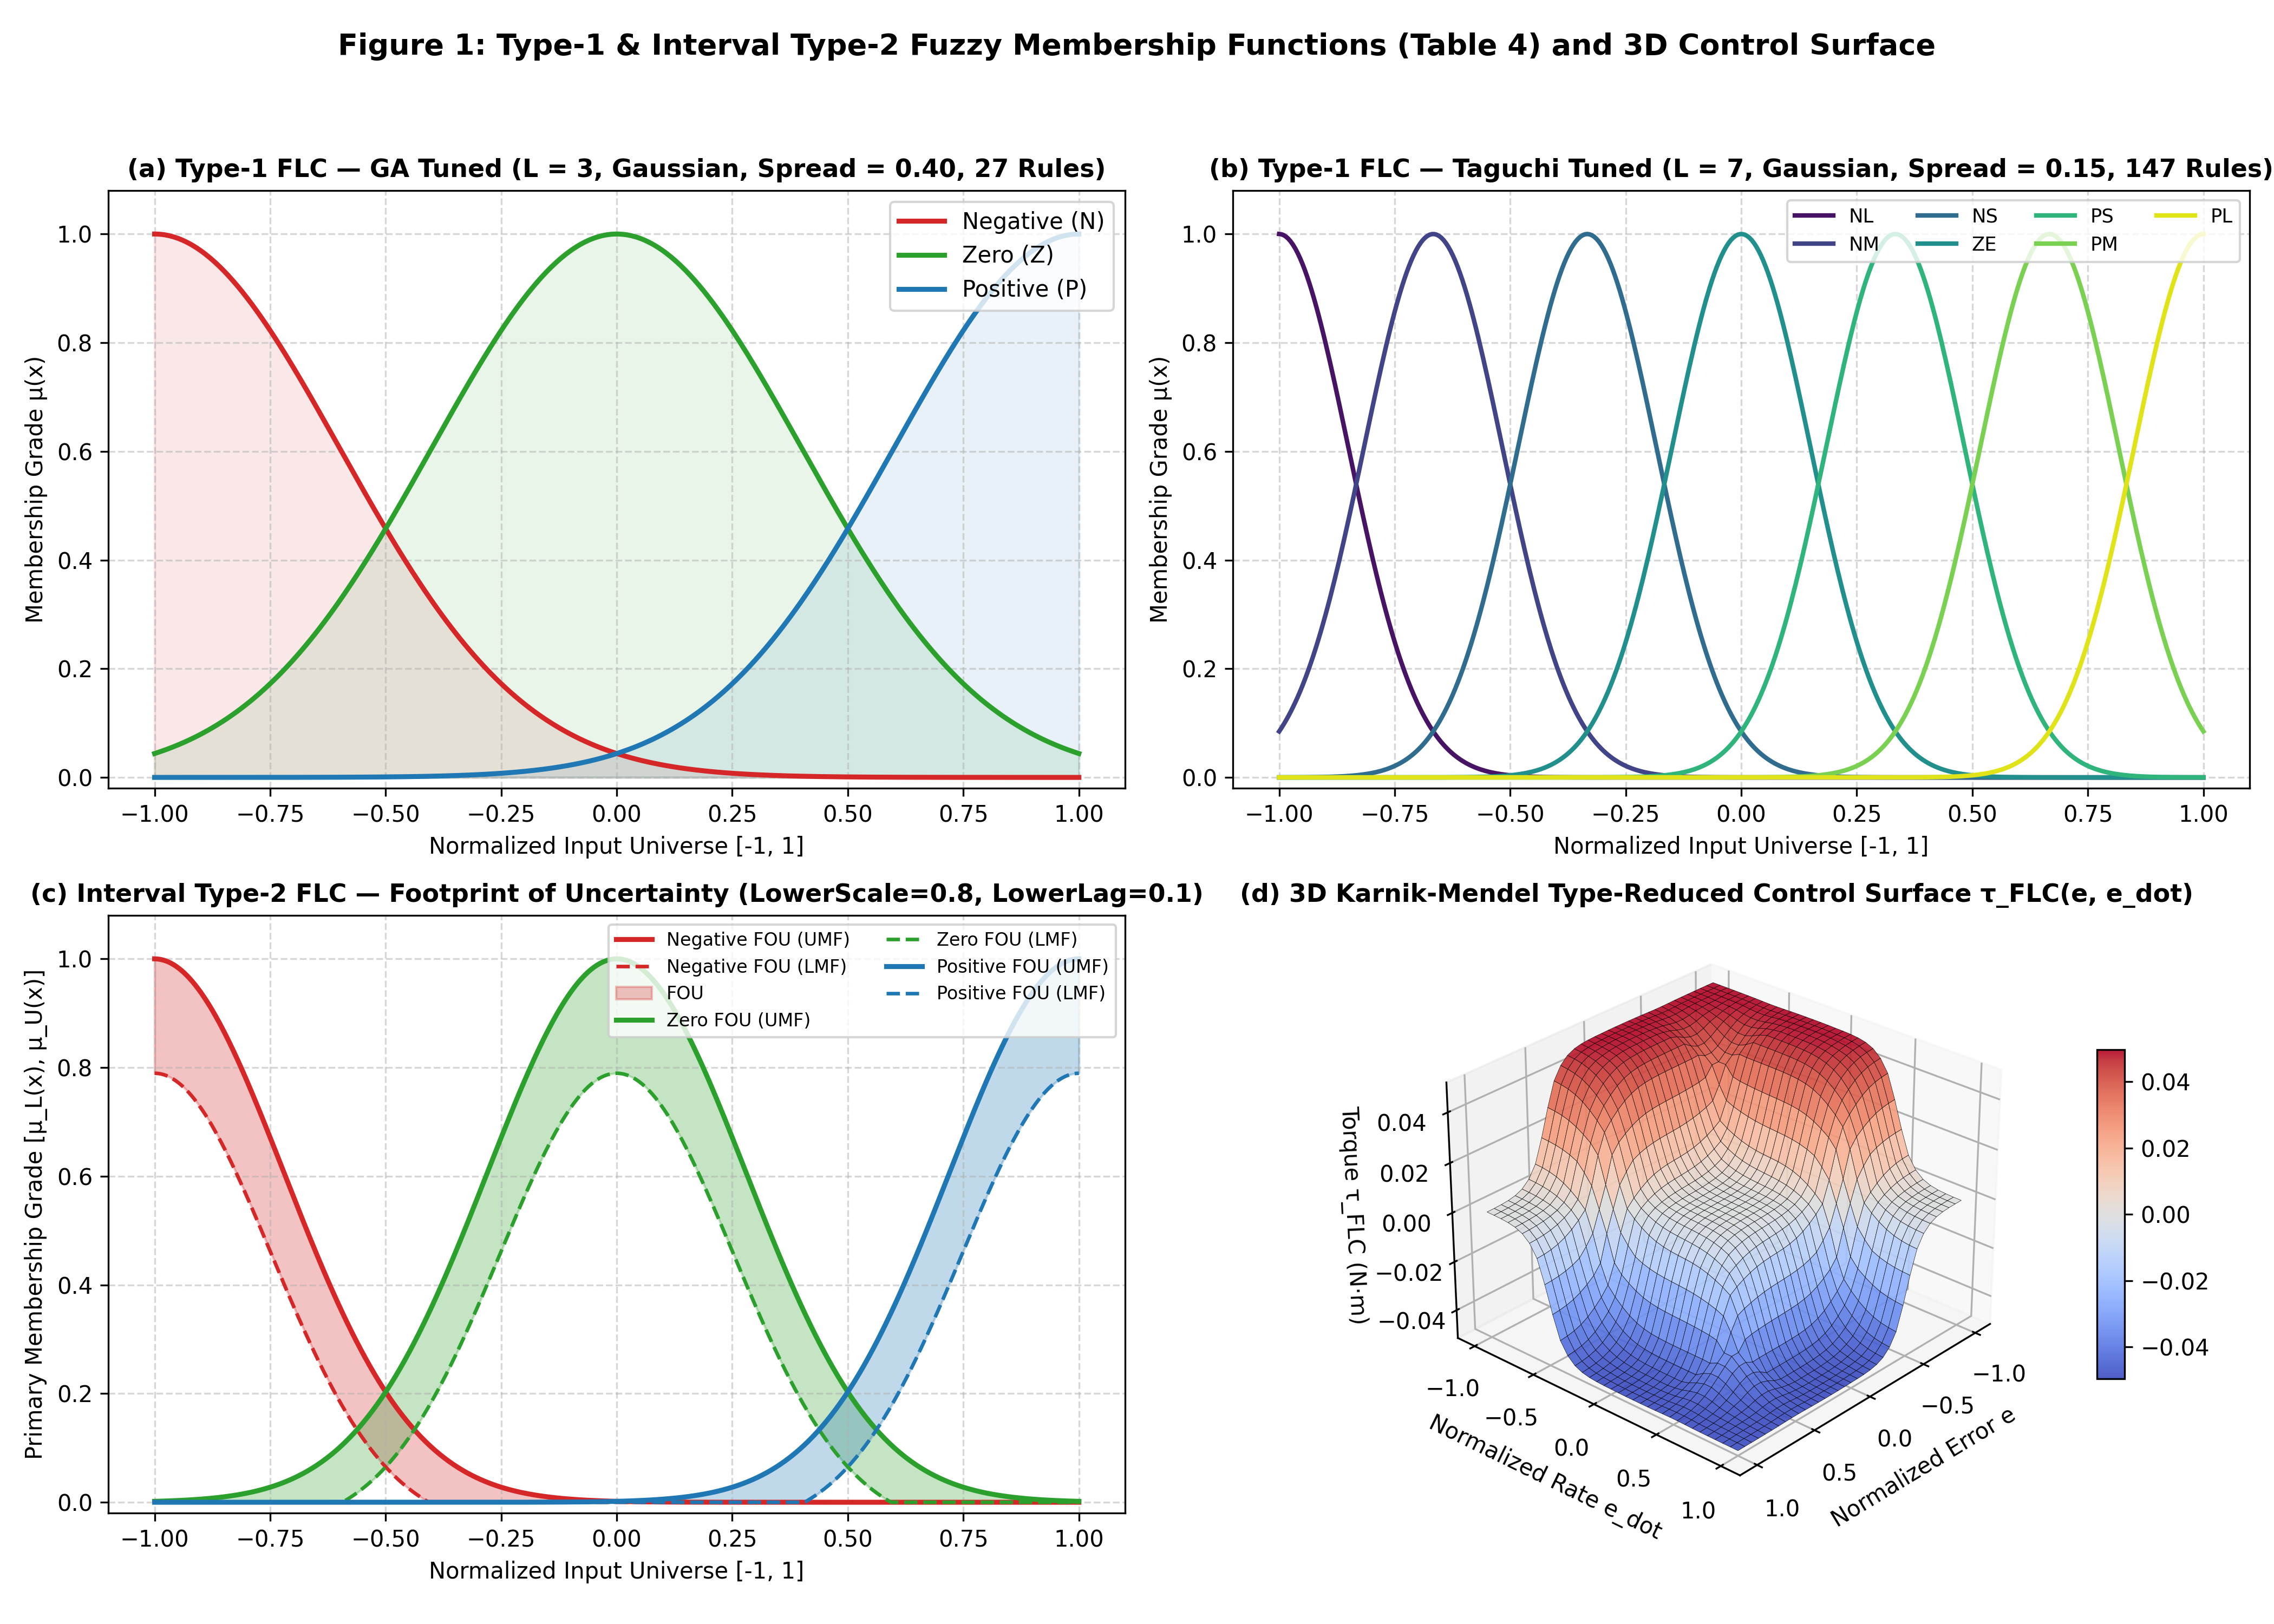 Figure 1: Type-1 & Interval Type-2 Fuzzy Membership Functions (Table 4) and 3D Control Surface
(a) Type-1 FLC — GA Tuned (L = 3, Gaussian, Spread = 0.40, 27 Rules)
Membership Grade μ(x)
1.0
0.8
0.6
0.4
0.2
0.0
Negative (N)
Zero (Z)
Positive (P)
−1.00 −0.75 −0.50 −0.25 0.00 0.25 0.50 0.75 1.00
Normalized Input Universe [-1, 1]
(b) Type-1 FLC — Taguchi Tuned (L = 7, Gaussian, Spread = 0.15, 147 Rules)
Membership Grade μ(x)
1.0
0.8
0.6
0.4
0.2
0.0
NL NS PS PL
NM ZE PM
−1.00 −0.75 −0.50 −0.25 0.00 0.25 0.50 0.75 1.00
Normalized Input Universe [-1, 1]
(c) Interval Type-2 FLC — Footprint of Uncertainty (LowerScale=0.8, LowerLag=0.1)
Primary Membership Grade [μ_L(x), μ_U(x)]
1.0
0.8
0.6
0.4
0.2
0.0
Negative FOU (UMF) Zero FOU (LMF)
Negative FOU (LMF) Positive FOU (UMF)
FOU Positive FOU (LMF)
Zero FOU (UMF)
−1.00 −0.75 −0.50 −0.25 0.00 0.25 0.50 0.75 1.00
Normalized Input Universe [-1, 1]
(d) 3D Karnik-Mendel Type-Reduced Control Surface τ_FLC(e, e_dot)
Torque τ_FLC (N·m)
0.04
0.02
0.00
−0.02
−0.04
−1.0
−0.5
0.0
0.5
1.0
Normalized Rate e_dot
−1.0
−0.5
0.0
0.5
1.0
Normalized Error e
0.04
0.02
0.00
−0.02
−0.04